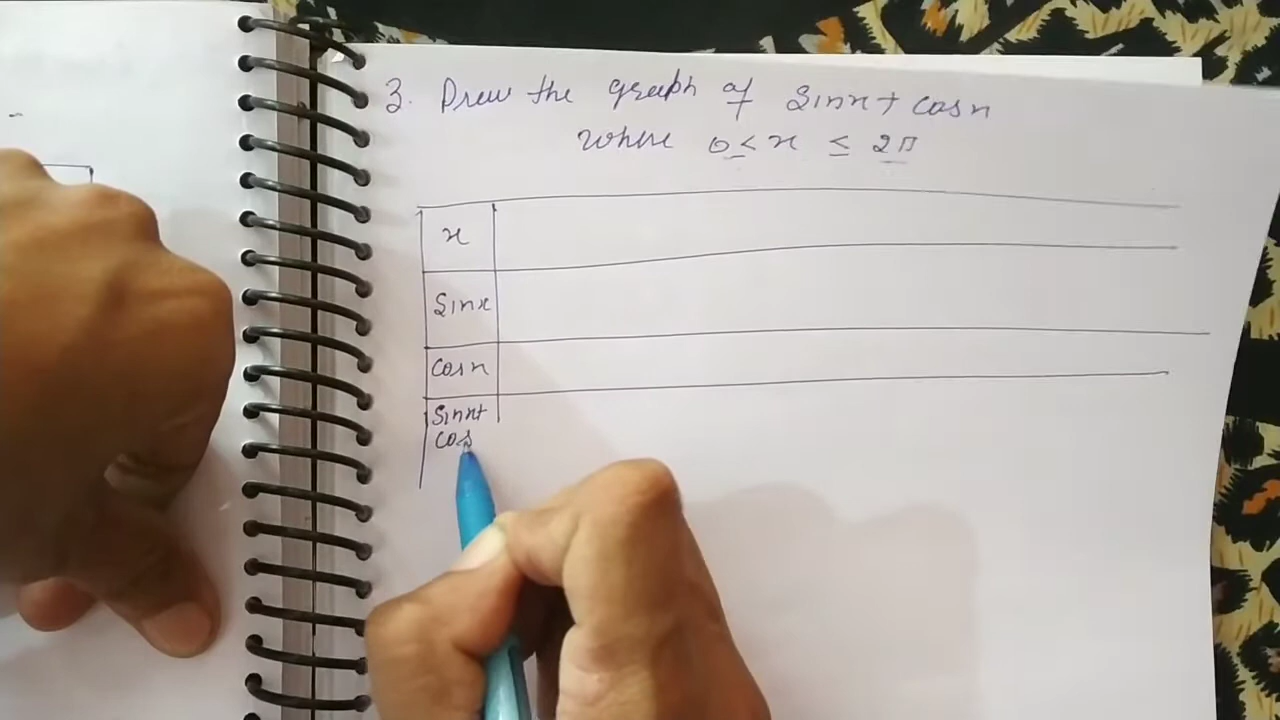 3. Draw the graph of Sinx + cosx
where 0 ≤ x ≤ 2π
x
Sinx
cosx
Sinx+
cos